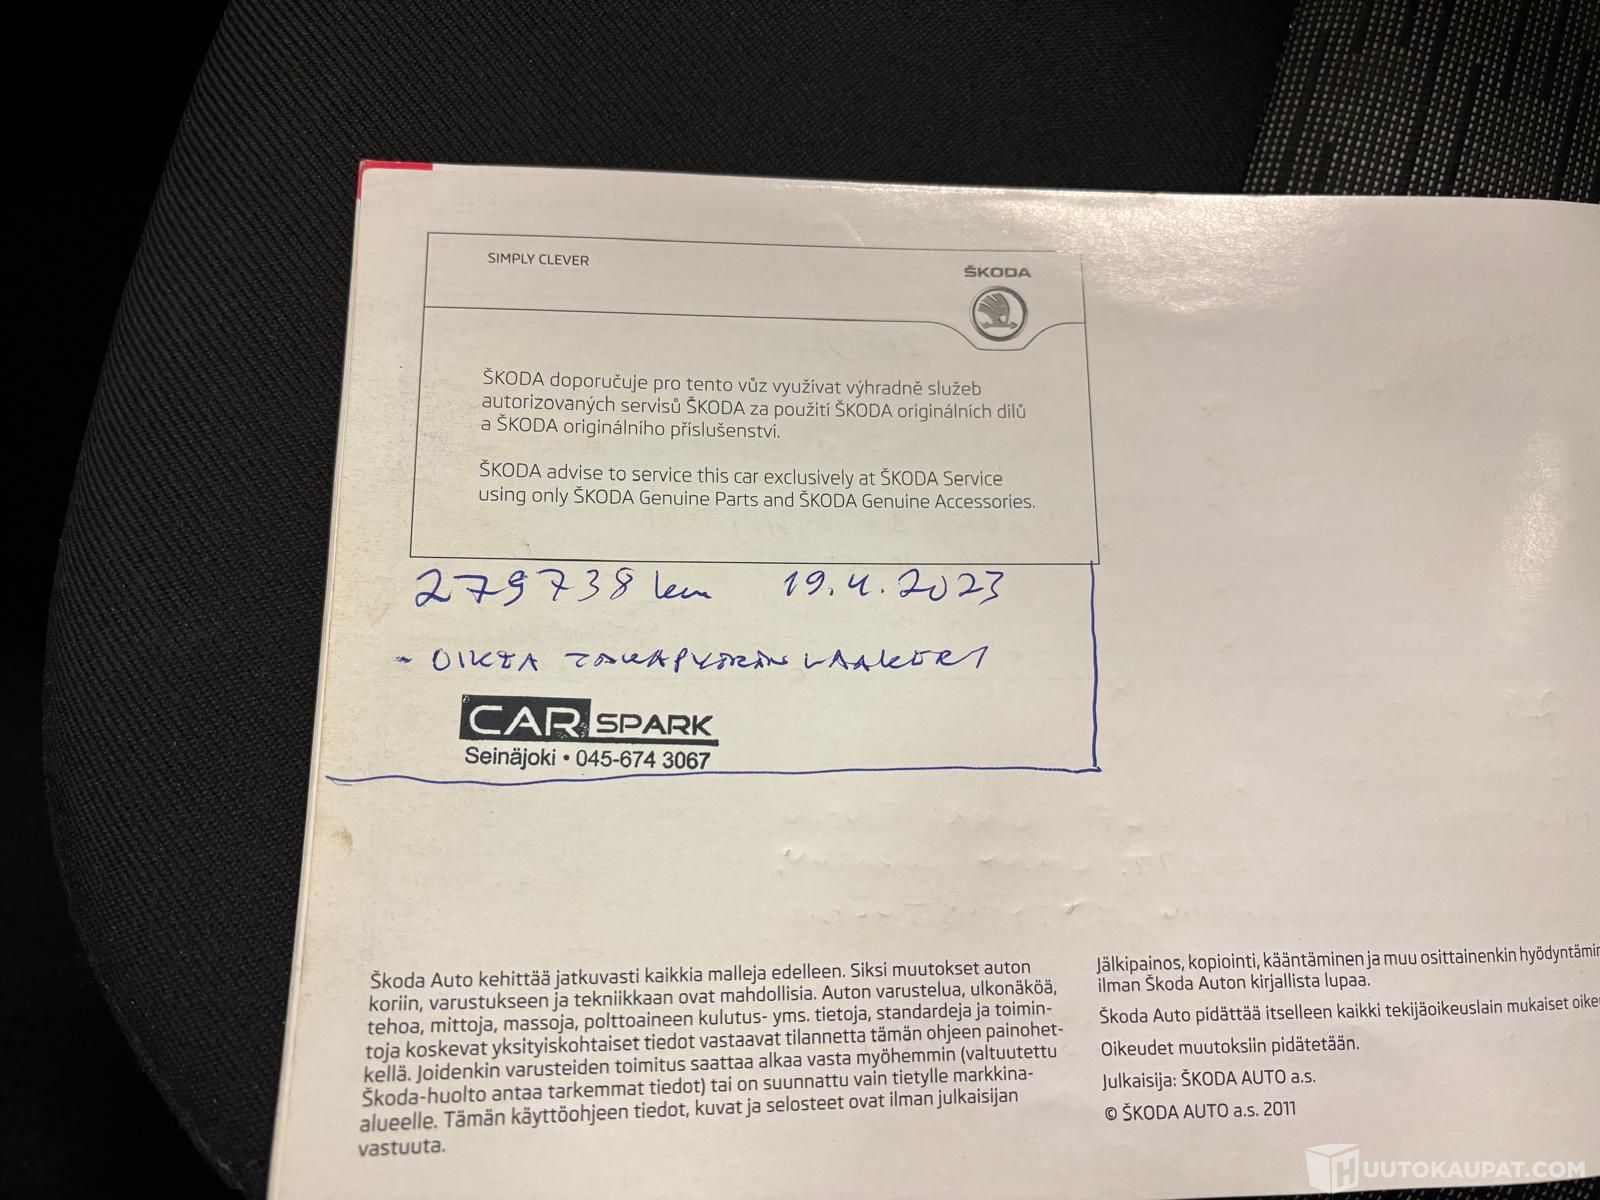 SIMPLY CLEVER
ŠKODA
ŠKODA doporučuje pro tento vůz využívat výhradně služeb
autorizovaných servisů ŠKODA za použití ŠKODA originálních dílů
a ŠKODA originálního příslušenství.
ŠKODA advise to service this car exclusively at ŠKODA Service
using only ŠKODA Genuine Parts and ŠKODA Genuine Accessories.
279738 km 19.4.2023
- OIKEA TAKAPYÖRÄN LAAKERI
CAR SPARK
Seinäjoki • 045-674 3067
Škoda Auto kehittää jatkuvasti kaikkia malleja edelleen. Siksi muutokset auton
koriin, varustukseen ja tekniikkaan ovat mahdollisia. Auton varustelua, ulkonäköä,
tehoa, mittoja, massoja, polttoaineen kulutus- yms. tietoja, standardeja ja toimin-
toja koskevat yksityiskohtaiset tiedot vastaavat tilannetta tämän ohjeen painohet-
kellä. Joidenkin varusteiden toimitus saattaa alkaa vasta myöhemmin (valtuutettu
Škoda-huolto antaa tarkemmat tiedot) tai on suunnattu vain tietylle markkina-
alueelle. Tämän käyttöohjeen tiedot, kuvat ja selosteet ovat ilman julkaisijan
vastuuta.
Jälkipainos, kopiointi, kääntäminen ja muu osittainenkin hyödyntämin
ilman Škoda Auton kirjallista lupaa.
Škoda Auto pidättää itselleen kaikki tekijäoikeuslain mukaiset oikeu
Oikeudet muutoksiin pidätetään.
Julkaisija: ŠKODA AUTO a.s.
© ŠKODA AUTO a.s. 2011
HUUTOKAUPAT.COM